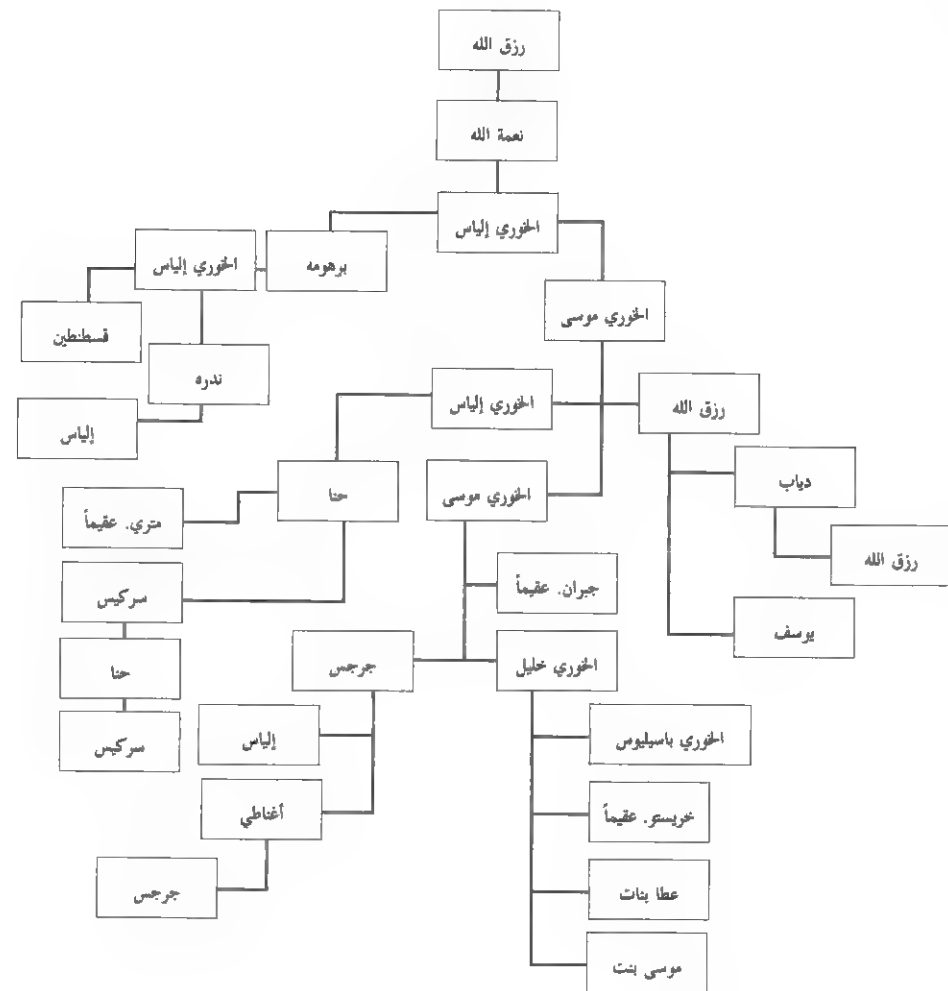 رزق الله
نعمة الله
الخوري إلياس
برهومه
الخوري إلياس
قسطنطين
الخوري موسى
ندره
إلياس
الخوري إلياس
رزق الله
حنا
الخوري موسى
دياب
متري. عقيماً
رزق الله
جبران. عقيماً
سركيس
يوسف
جرجس
الخوري خليل
حنا
إلياس
الخوري باسيليوس
سركيس
أغناطي
خريستو. عقيماً
جرجس
عطا بنات
موسى بنت